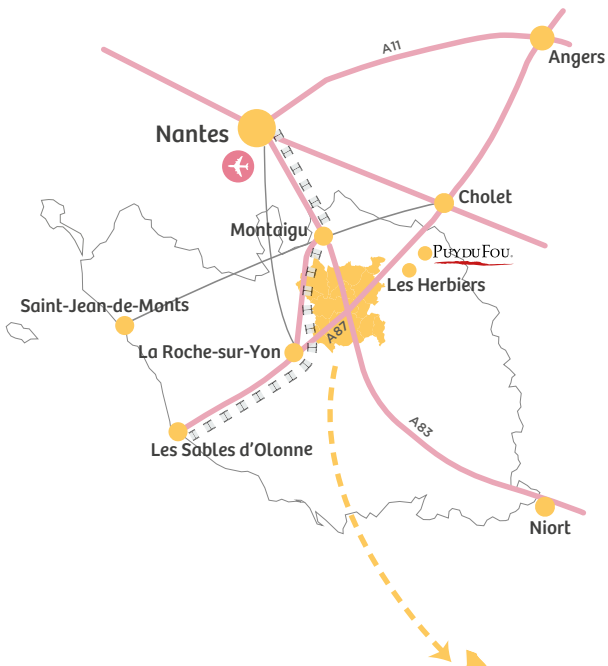 A11
Angers
Nantes
Cholet
Montaigu
PUYDUFOU
Les Herbiers
Saint-Jean-de-Monts
A87
La Roche-sur-Yon
A83
Les Sables d'Olonne
Niort